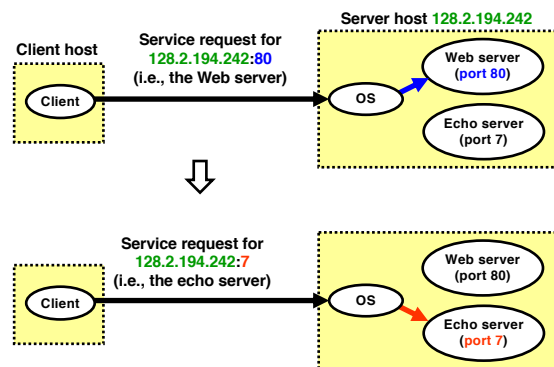 Server host 128.2.194.242
Client host
Service request for
128.2.194.242:80
(i.e., the Web server)
Client
OS
Web server
(port 80)
Echo server
(port 7)
Service request for
128.2.194.242:7
(i.e., the echo server)
Client
OS
Web server
(port 80)
Echo server
(port 7)